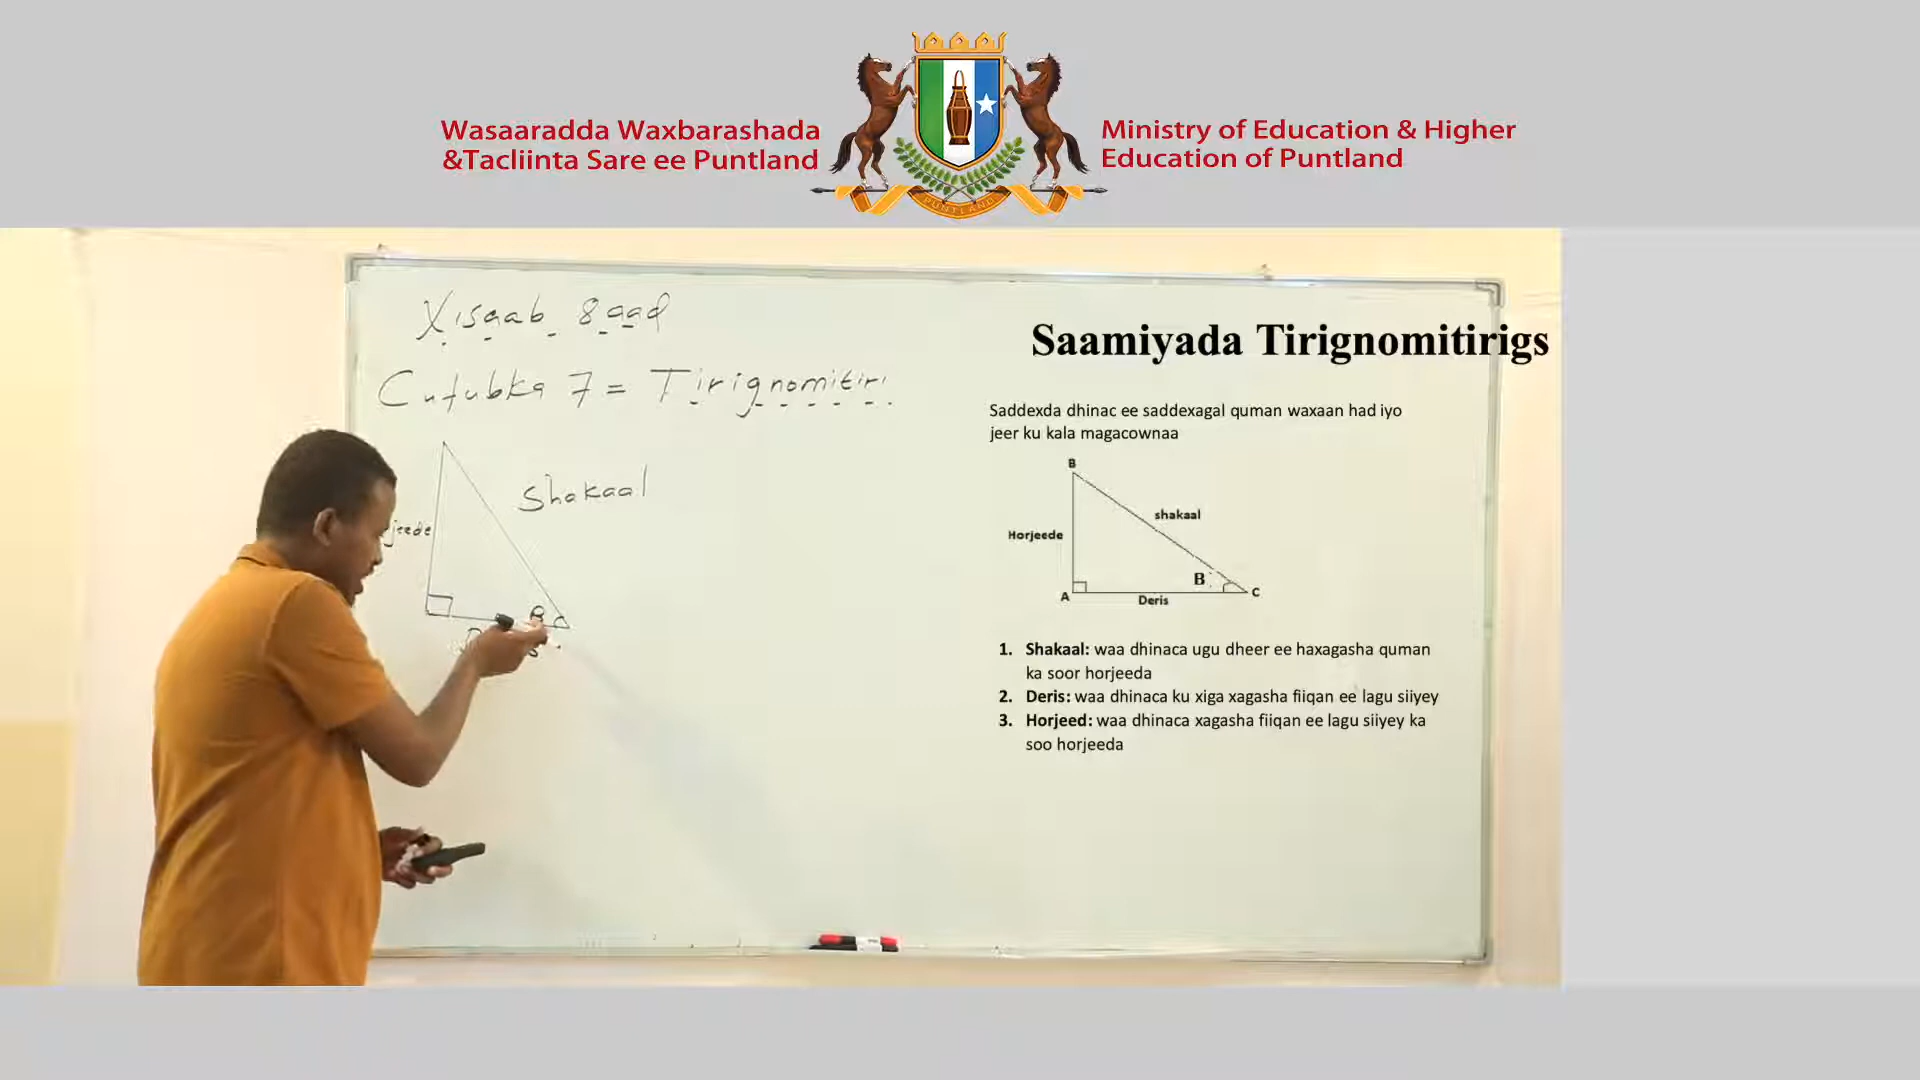 Wasaaradda Waxbarashada
&Tacliinta Sare ee Puntland
PUNTLAND
Ministry of Education & Higher
Education of Puntland
Xisaab 8aad
Cutubka 7 = Tirignomitiri
Shakaal
jeede
B
Saamiyada Tirignomitirigs
Saddexda dhinac ee saddexagal quman waxaan had iyo
jeer ku kala magacownaa
B
shakaal
Horjeede
B
A
C
Deris
1. Shakaal: waa dhinaca ugu dheer ee haxagasha quman
ka soor horjeeda
2. Deris: waa dhinaca ku xiga xagasha fiiqan ee lagu siiyey
3. Horjeed: waa dhinaca xagasha fiiqan ee lagu siiyey ka
soo horjeeda